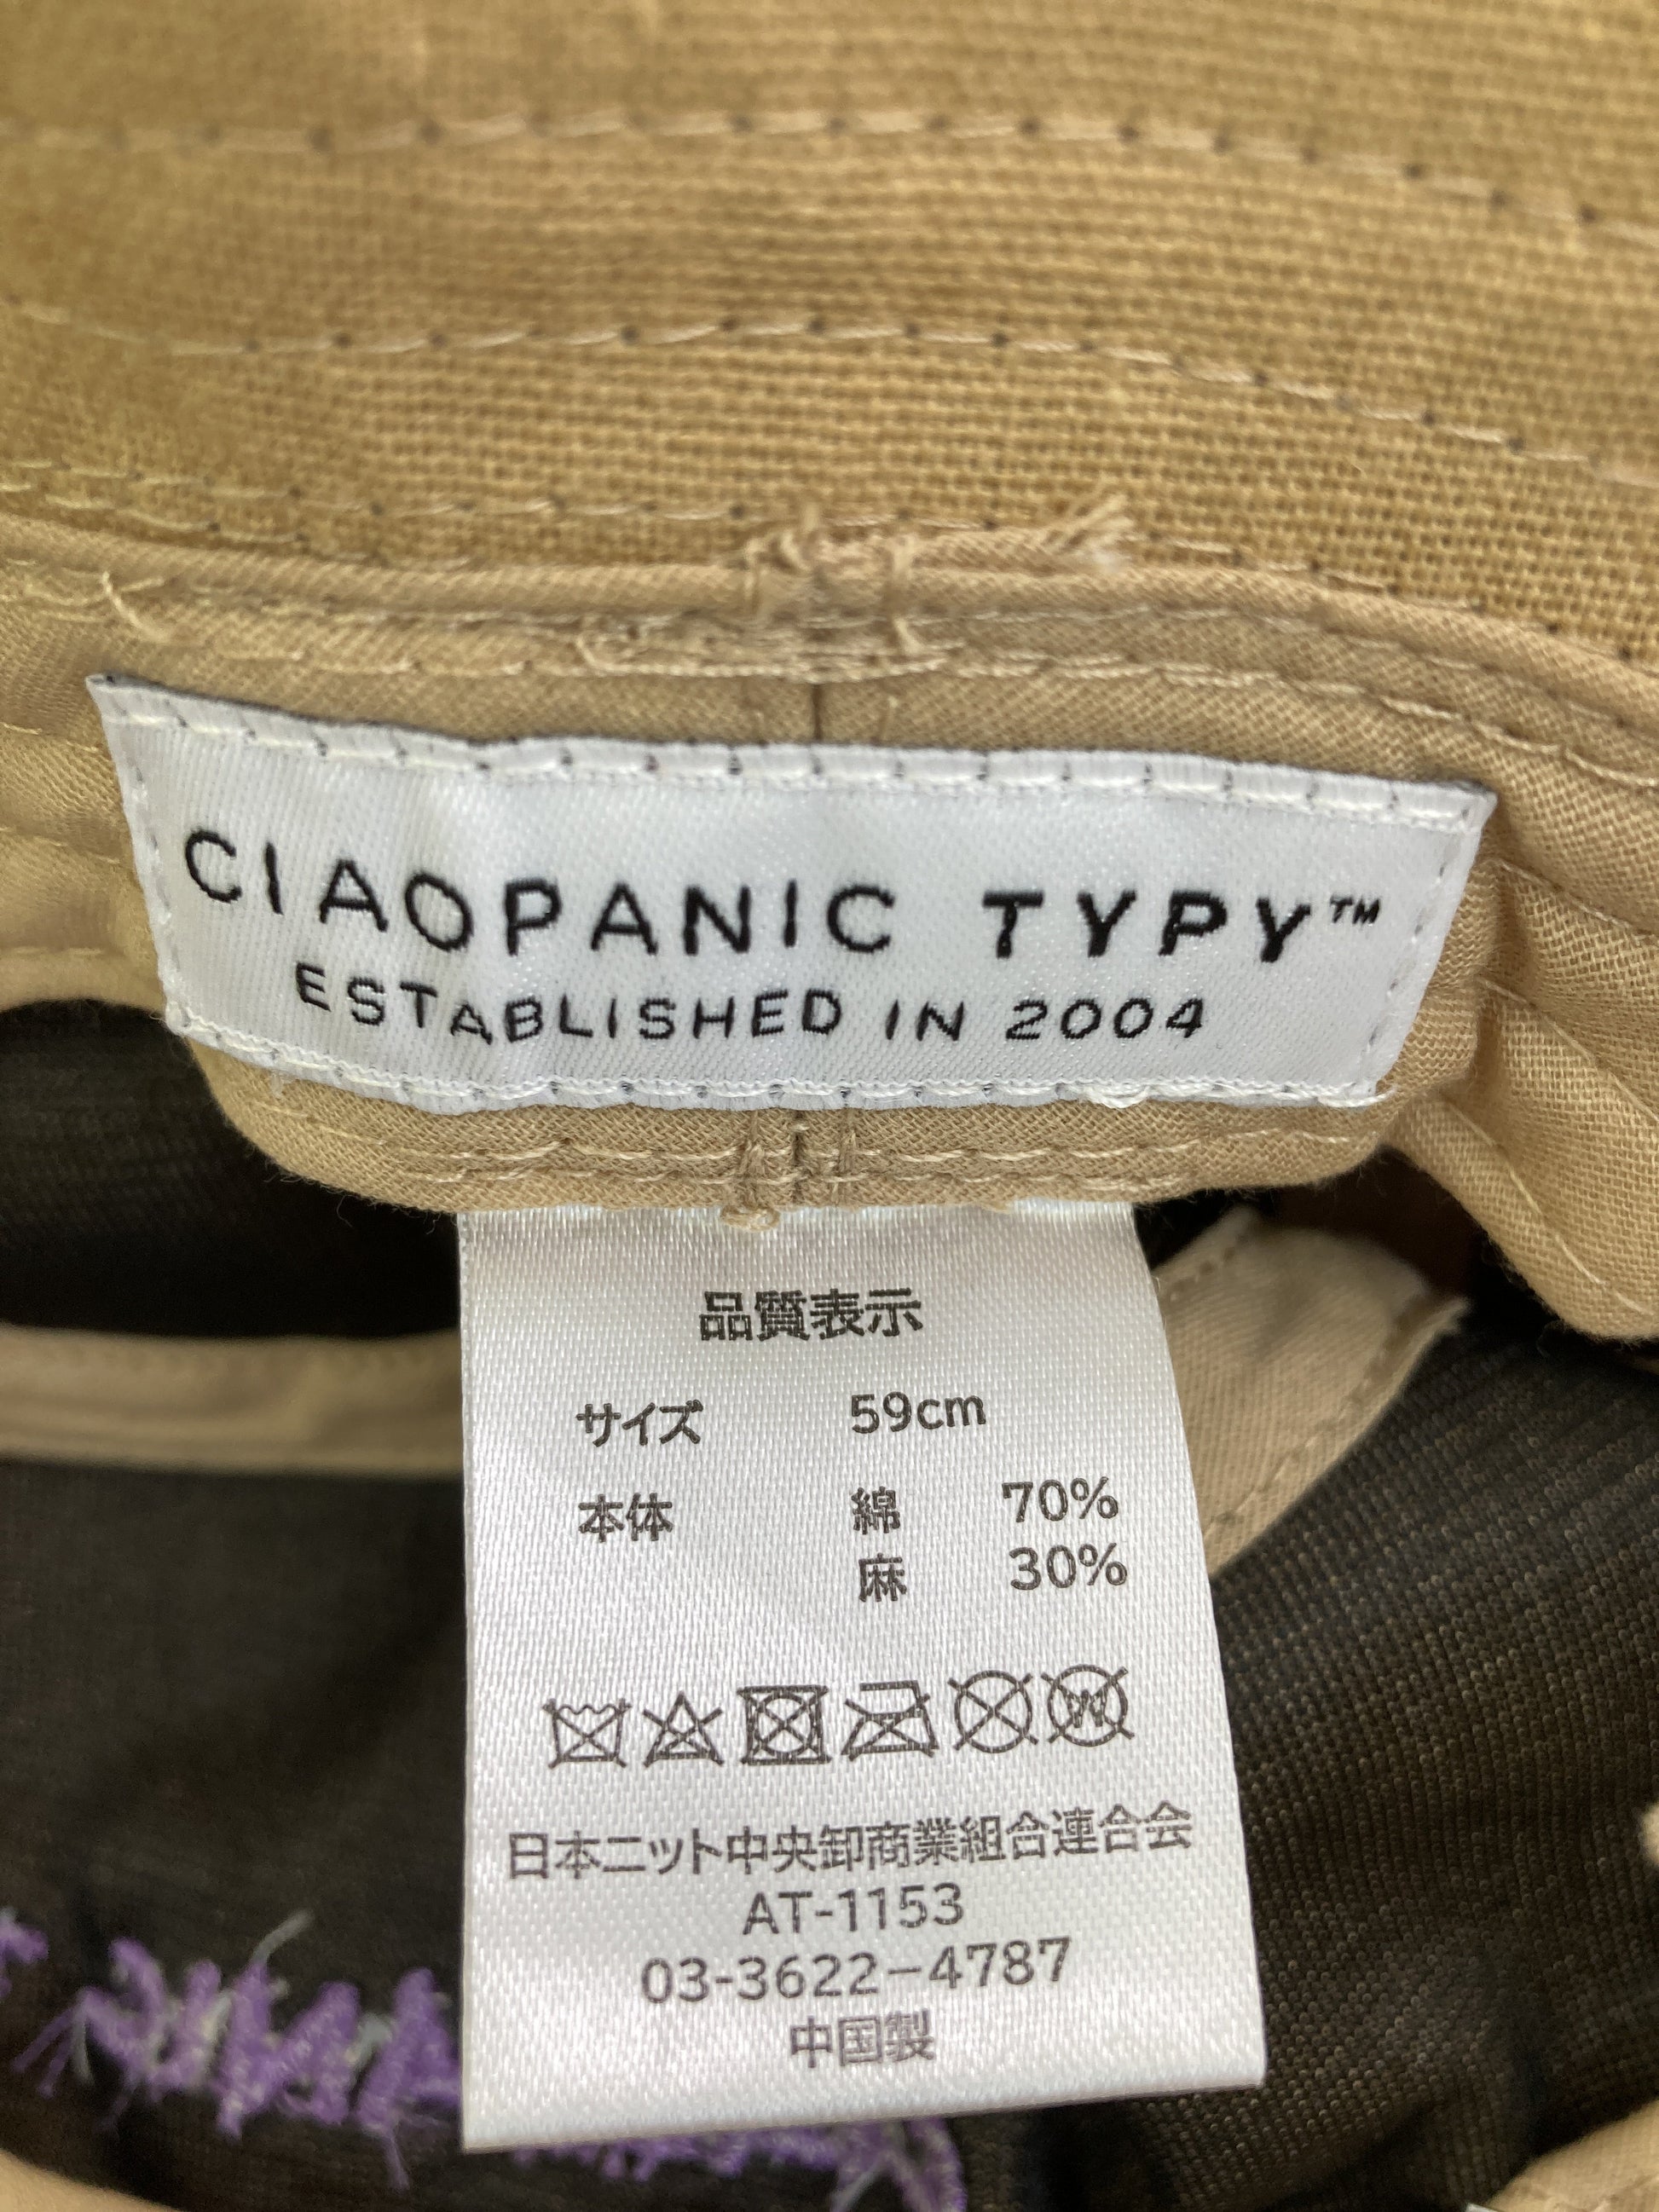 CIAOPANIC TYPY™
ESTABLISHED IN 2004
品質表示
サイズ 59cm
本体 綿 70%
麻 30%
W
日本ニット中央卸商業組合連合会
AT-1153
03-3622-4787
中国製